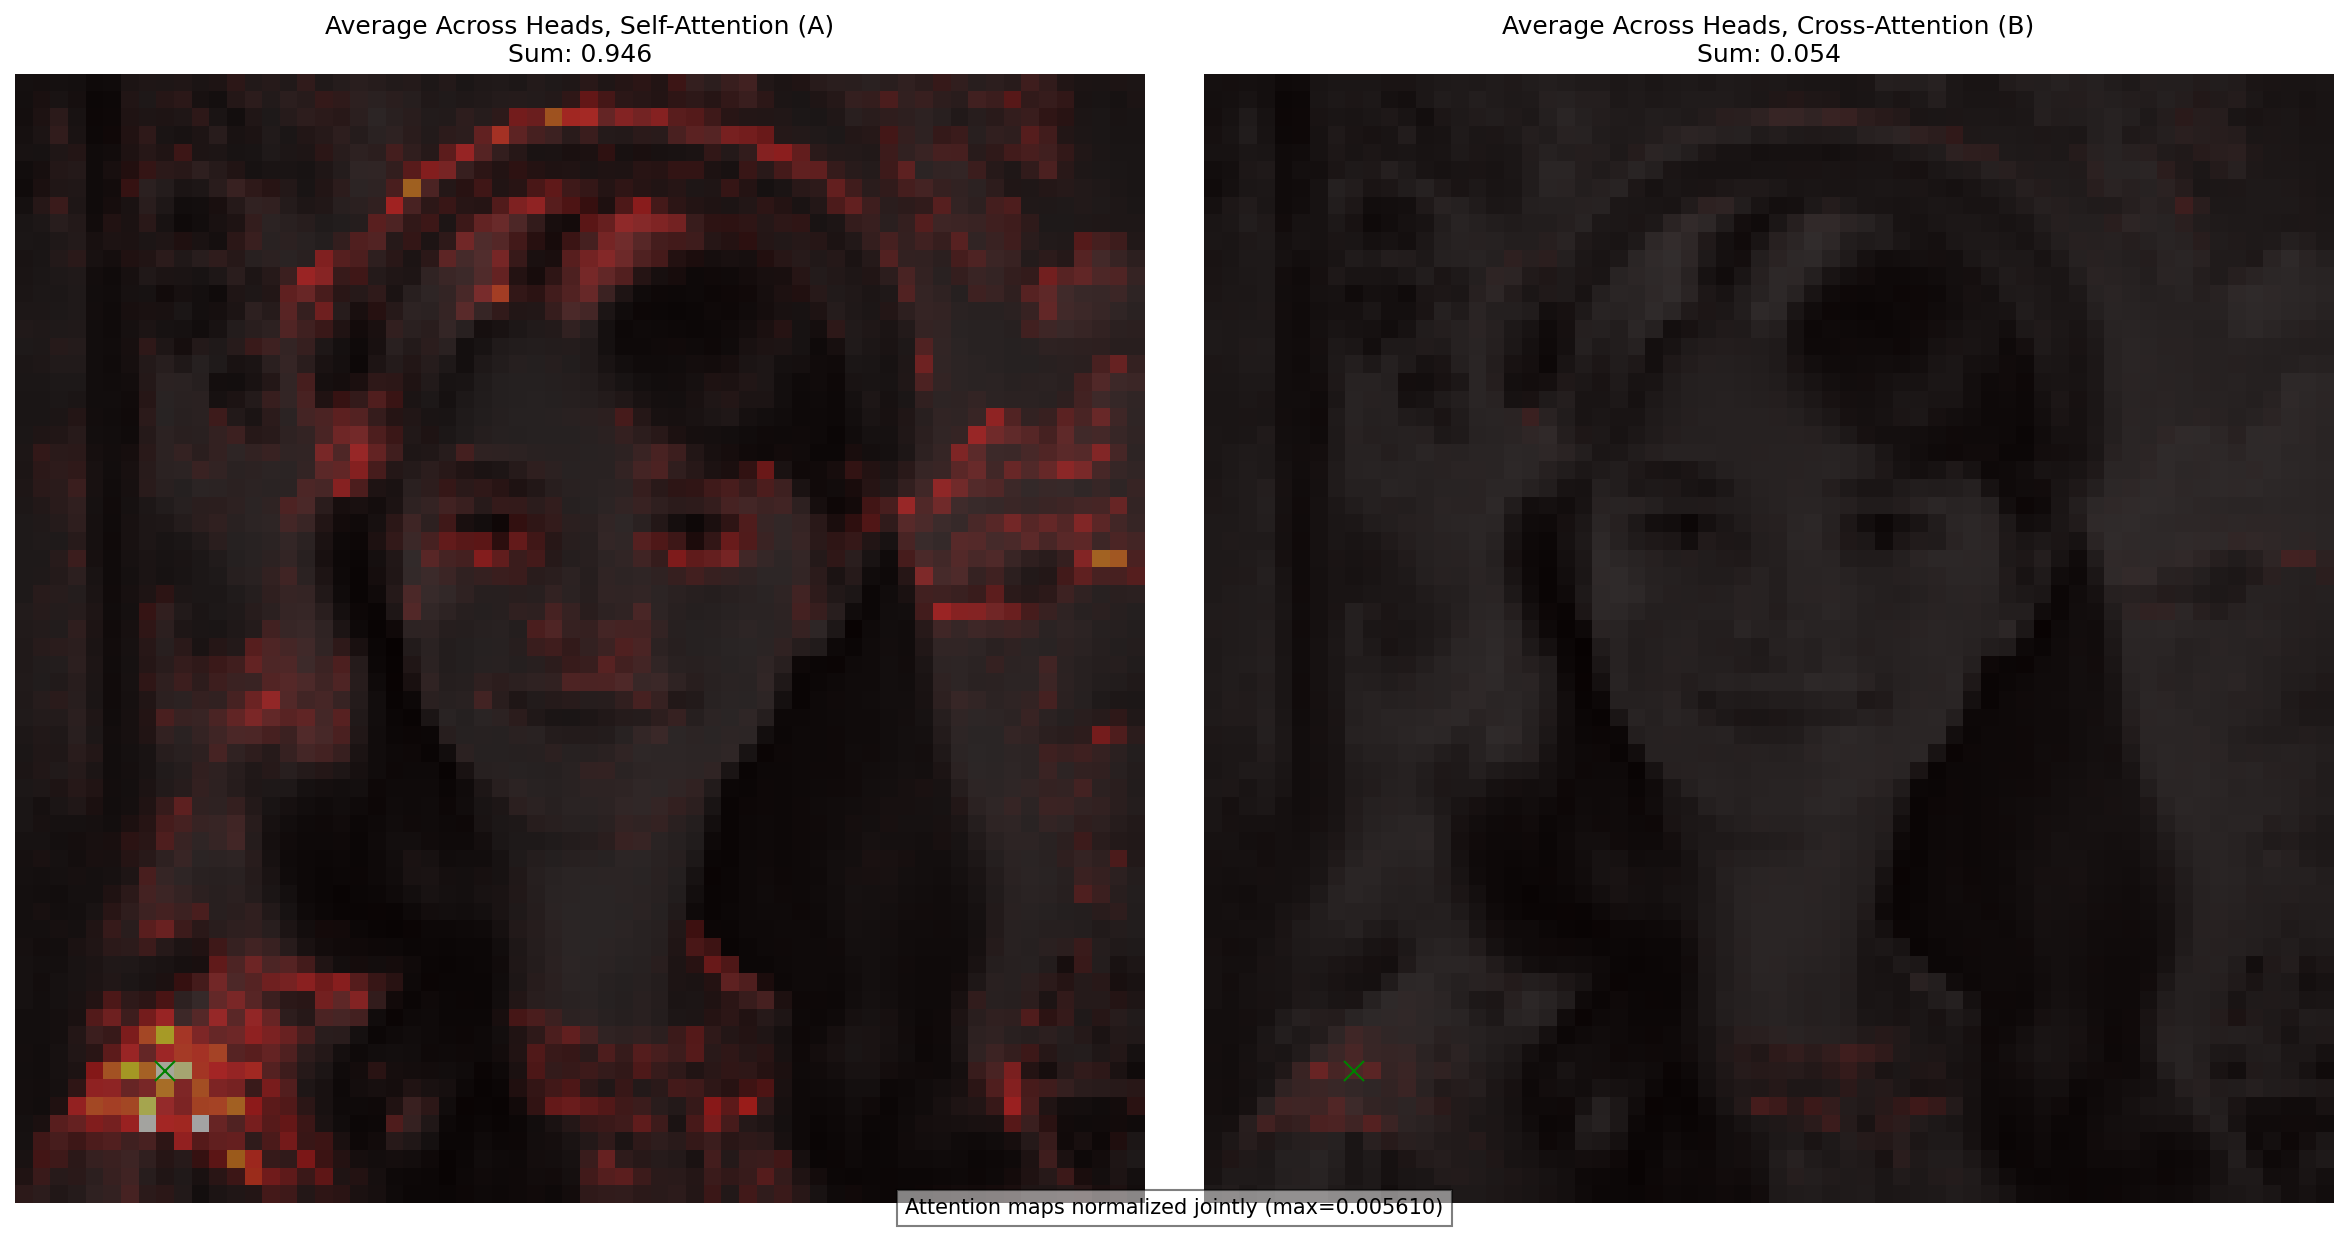 Average Across Heads, Self-Attention (A)
Sum: 0.946
Average Across Heads, Cross-Attention (B)
Sum: 0.054
Attention maps normalized jointly (max=0.005610)